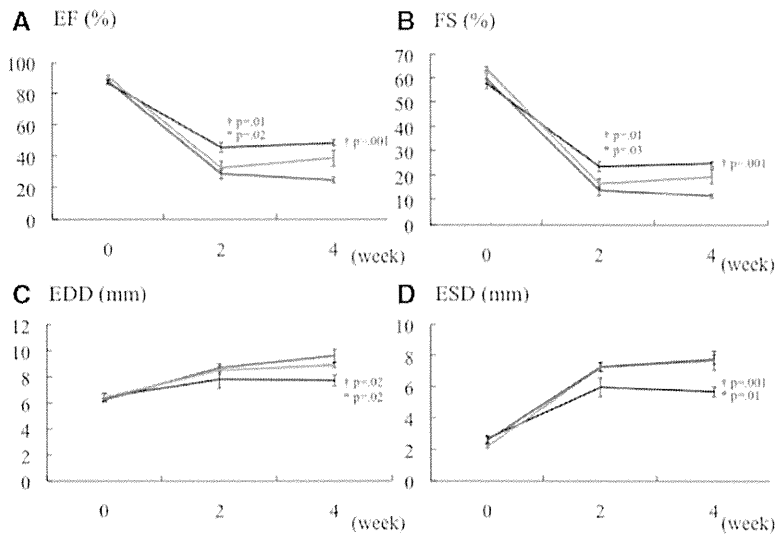 A EF (%)
100
80
60
40
20
0
† p=.01
* p=.02
† p=.001
0 2 4 (week)
B FS (%)
70
60
50
40
30
20
10
0
† p=.01
* p=.03
† p=.001
0 2 4 (week)
C EDD (mm)
12
10
8
6
4
2
0
† p=.02
* p=.02
0 2 4 (week)
D ESD (mm)
10
8
6
4
2
0
† p=.001
* p=.01
0 2 4 (week)